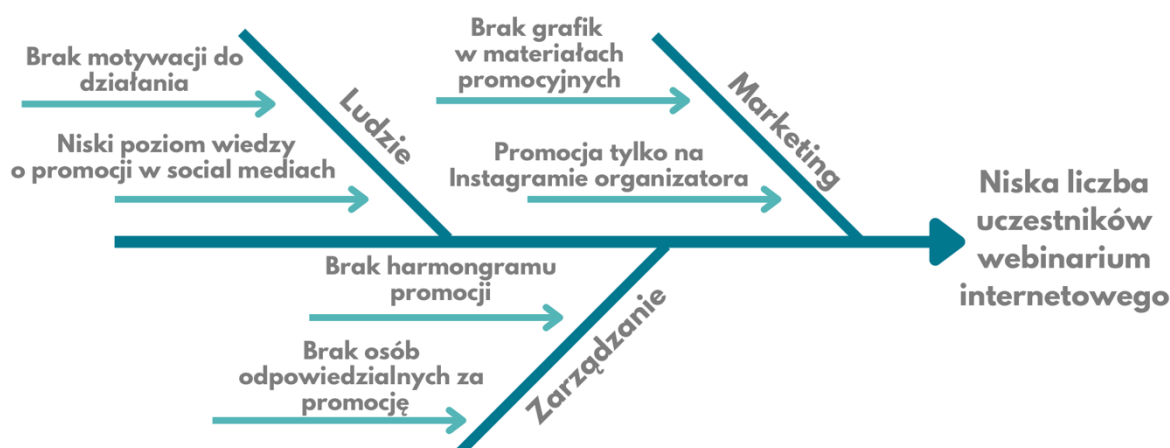 Brak motywacji do
działania
Niski poziom wiedzy
o promocji w social mediach
Ludzie
Brak grafik
w materiałach
promocyjnych
Promocja tylko na
Instagramie organizatora
Marketing
Brak harmongramu
promocji
Brak osób
odpowiedzialnych za
promocję
Zarządzanie
Niska liczba
uczestników
webinarium
internetowego